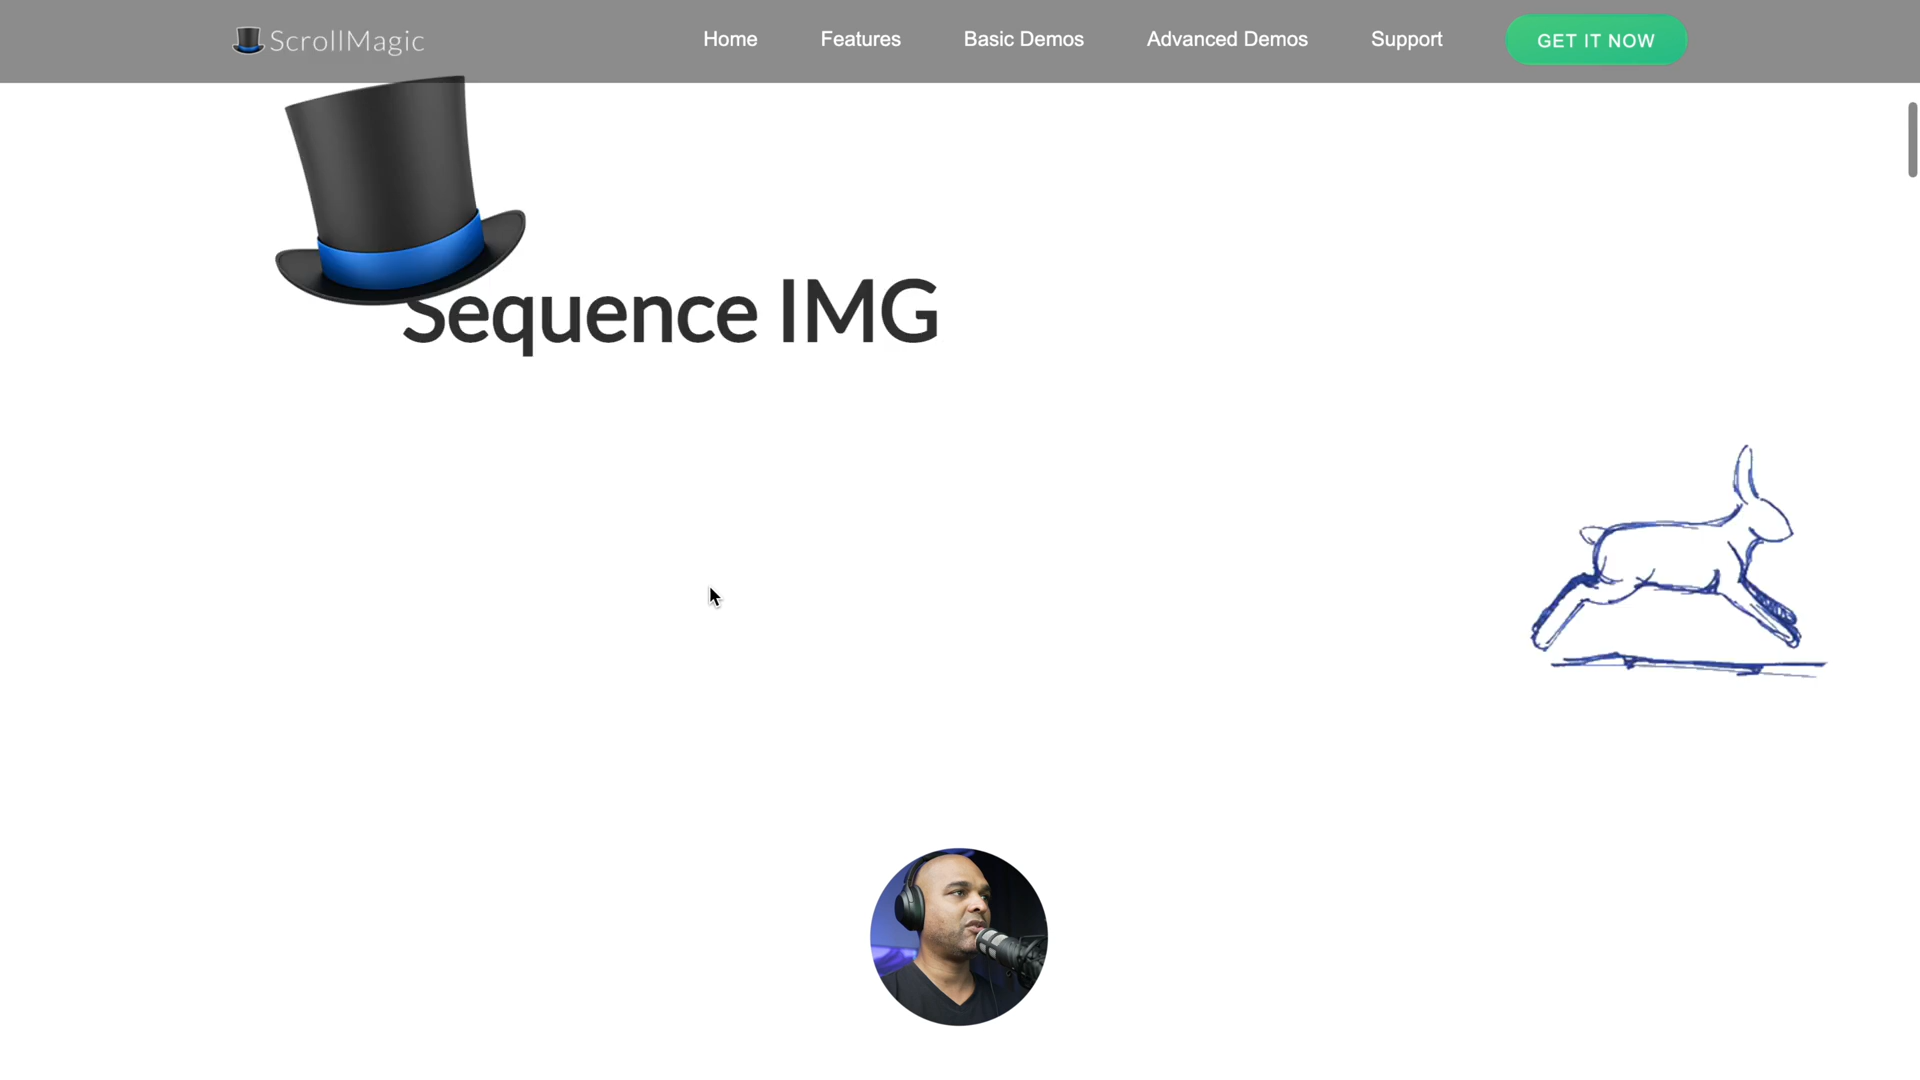 ScrollMagic
Home
Features
Basic Demos
Advanced Demos
Support
GET IT NOW
Sequence IMG